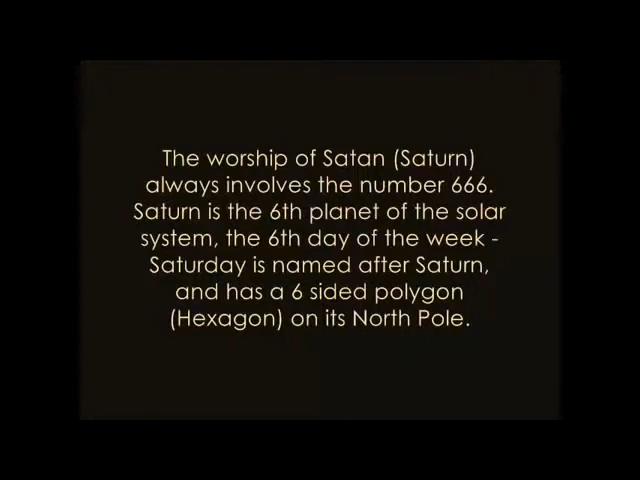 The worship of Satan (Saturn)
always involves the number 666.
Saturn is the 6th planet of the solar
system, the 6th day of the week -
Saturday is named after Saturn,
and has a 6 sided polygon
(Hexagon) on its North Pole.